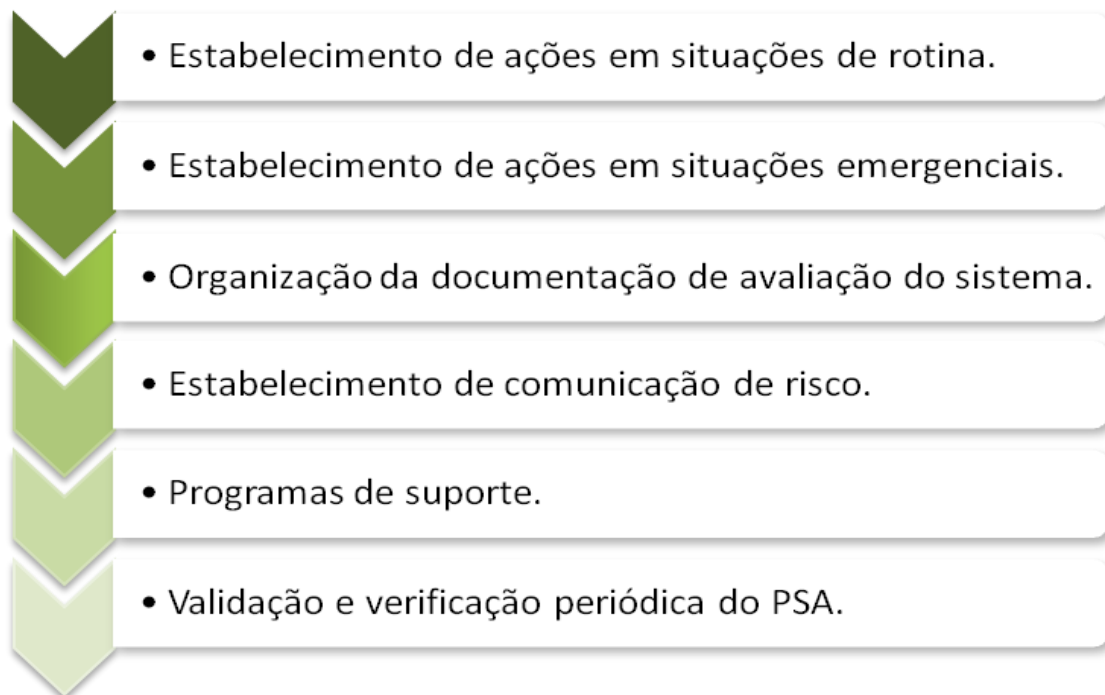 • Estabelecimento de ações em situações de rotina.
• Estabelecimento de ações em situações emergenciais.
• Organização da documentação de avaliação do sistema.
• Estabelecimento de comunicação de risco.
• Programas de suporte.
• Validação e verificação periódica do PSA.